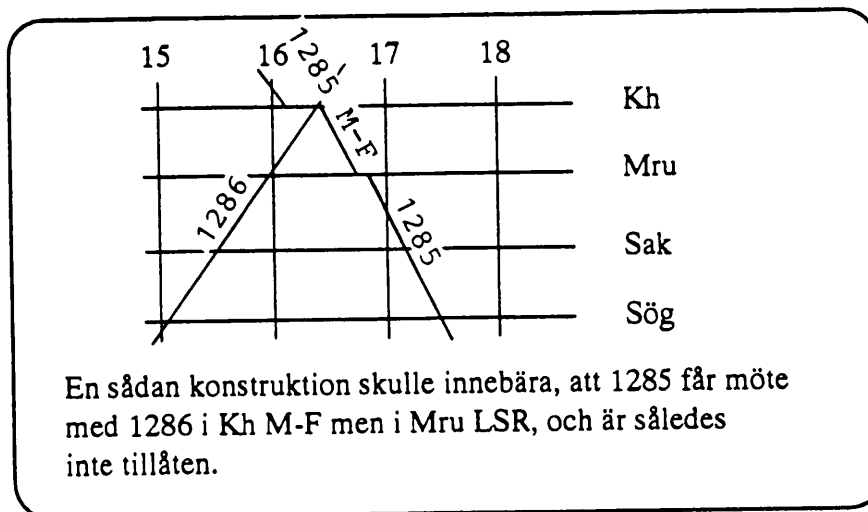 15 16 17 18
1285 M-F
Kh
Mru
1286
1285
Sak
Sög
En sådan konstruktion skulle innebära, att 1285 får möte
med 1286 i Kh M-F men i Mru LSR, och är således
inte tillåten.